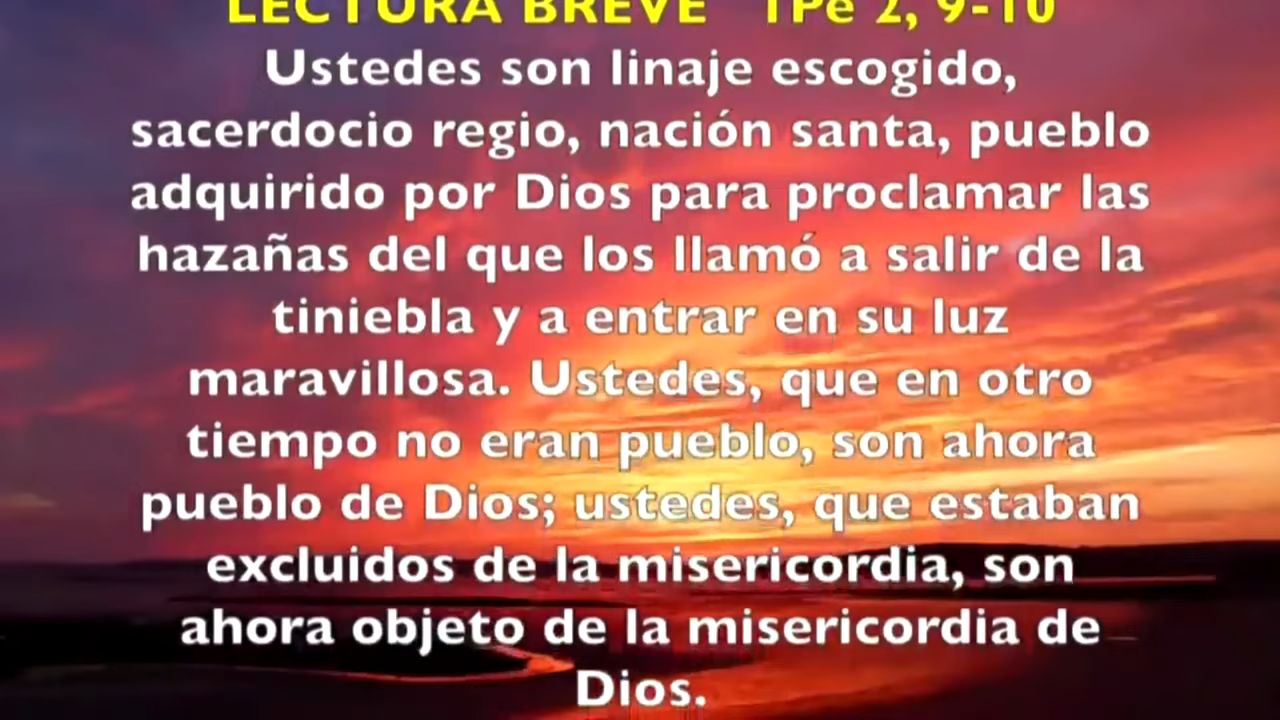 LECTURA BREVE 1Pe 2, 9-10
Ustedes son linaje escogido,
sacerdocio regio, nación santa, pueblo
adquirido por Dios para proclamar las
hazañas del que los llamó a salir de la
tiniebla y a entrar en su luz
maravillosa. Ustedes, que en otro
tiempo no eran pueblo, son ahora
pueblo de Dios; ustedes, que estaban
excluidos de la misericordia, son
ahora objeto de la misericordia de
Dios.